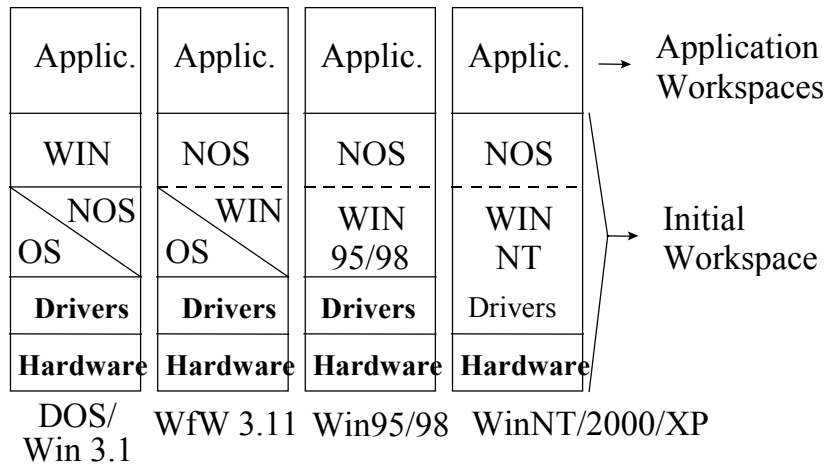 Applic. Applic. Applic. Applic. Application
Workspaces
WIN NOS NOS NOS
NOS WIN WIN WIN Initial
OS OS 95/98 NT Workspace
Drivers Drivers Drivers Drivers
Hardware Hardware Hardware Hardware
DOS/ WfW 3.11 Win95/98 WinNT/2000/XP
Win 3.1